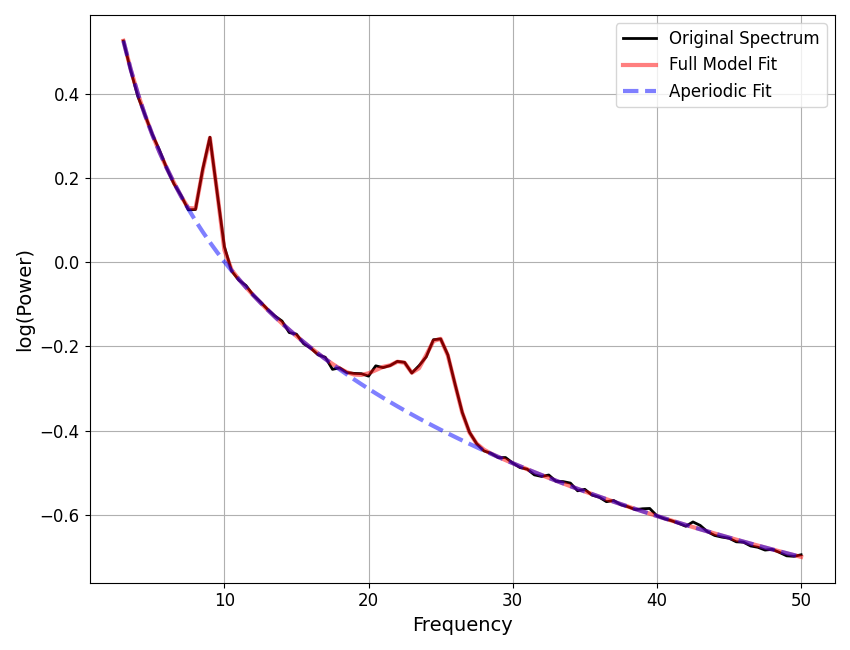 Original Spectrum
Full Model Fit
Aperiodic Fit
log(Power)
0.4
0.2
0.0
−0.2
−0.4
−0.6
10 20 30 40 50
Frequency